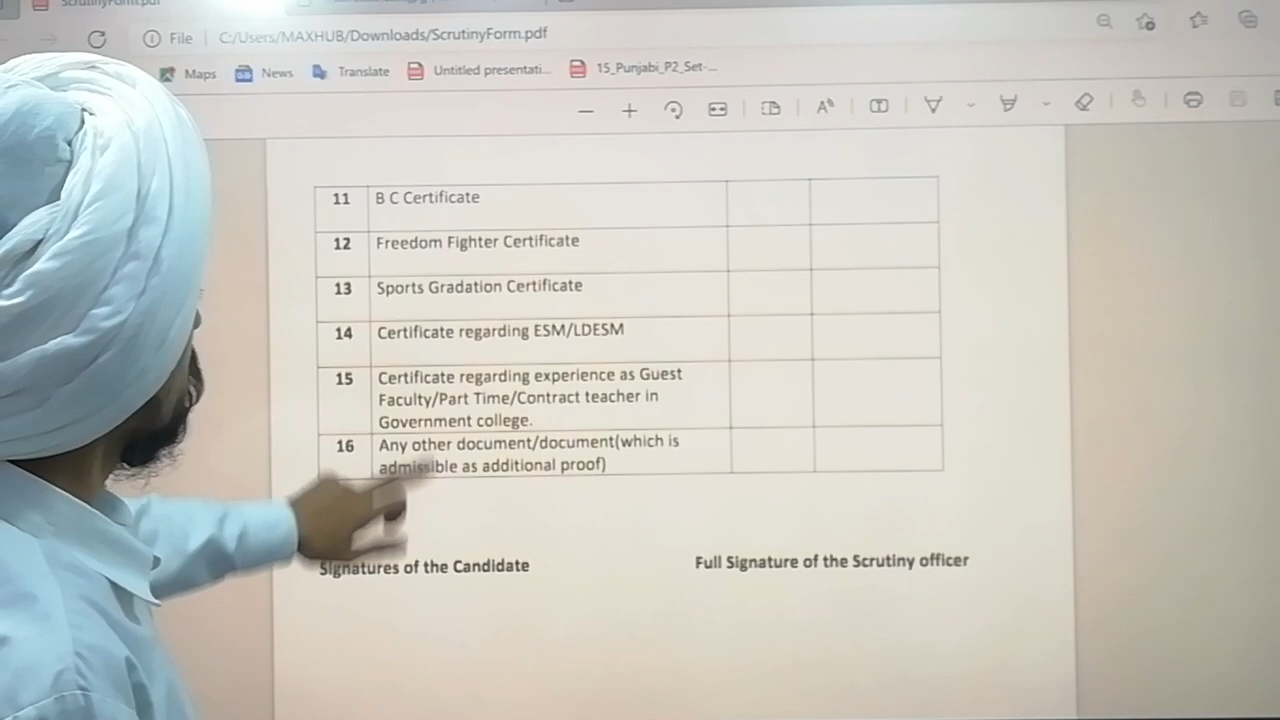 ScrutinyForm.pdf
File | C:/Users/MAXHUB/Downloads/ScrutinyForm.pdf
Maps News Translate Untitled presentati... 15_Punjabi_P2_Set-...
11 B C Certificate
12 Freedom Fighter Certificate
13 Sports Gradation Certificate
14 Certificate regarding ESM/LDESM
15 Certificate regarding experience as Guest
Faculty/Part Time/Contract teacher in
Government college.
16 Any other document/document(which is
admissible as additional proof)
Signatures of the Candidate Full Signature of the Scrutiny officer